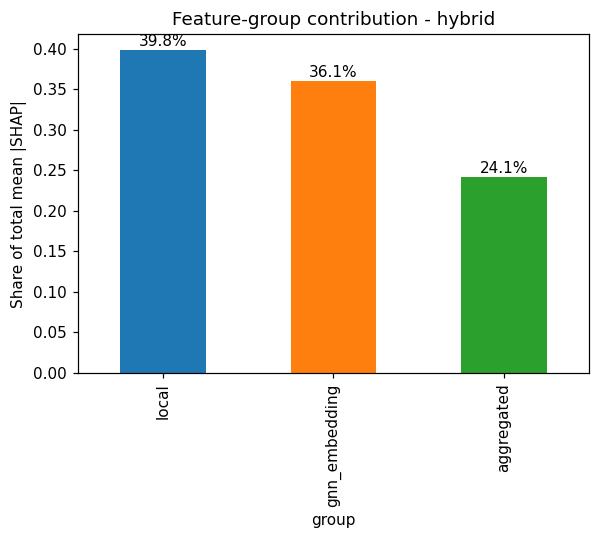 Feature-group contribution - hybrid
Share of total mean |SHAP|
0.40
0.35
0.30
0.25
0.20
0.15
0.10
0.05
0.00
39.8%
36.1%
24.1%
local
gnn_embedding
aggregated
group